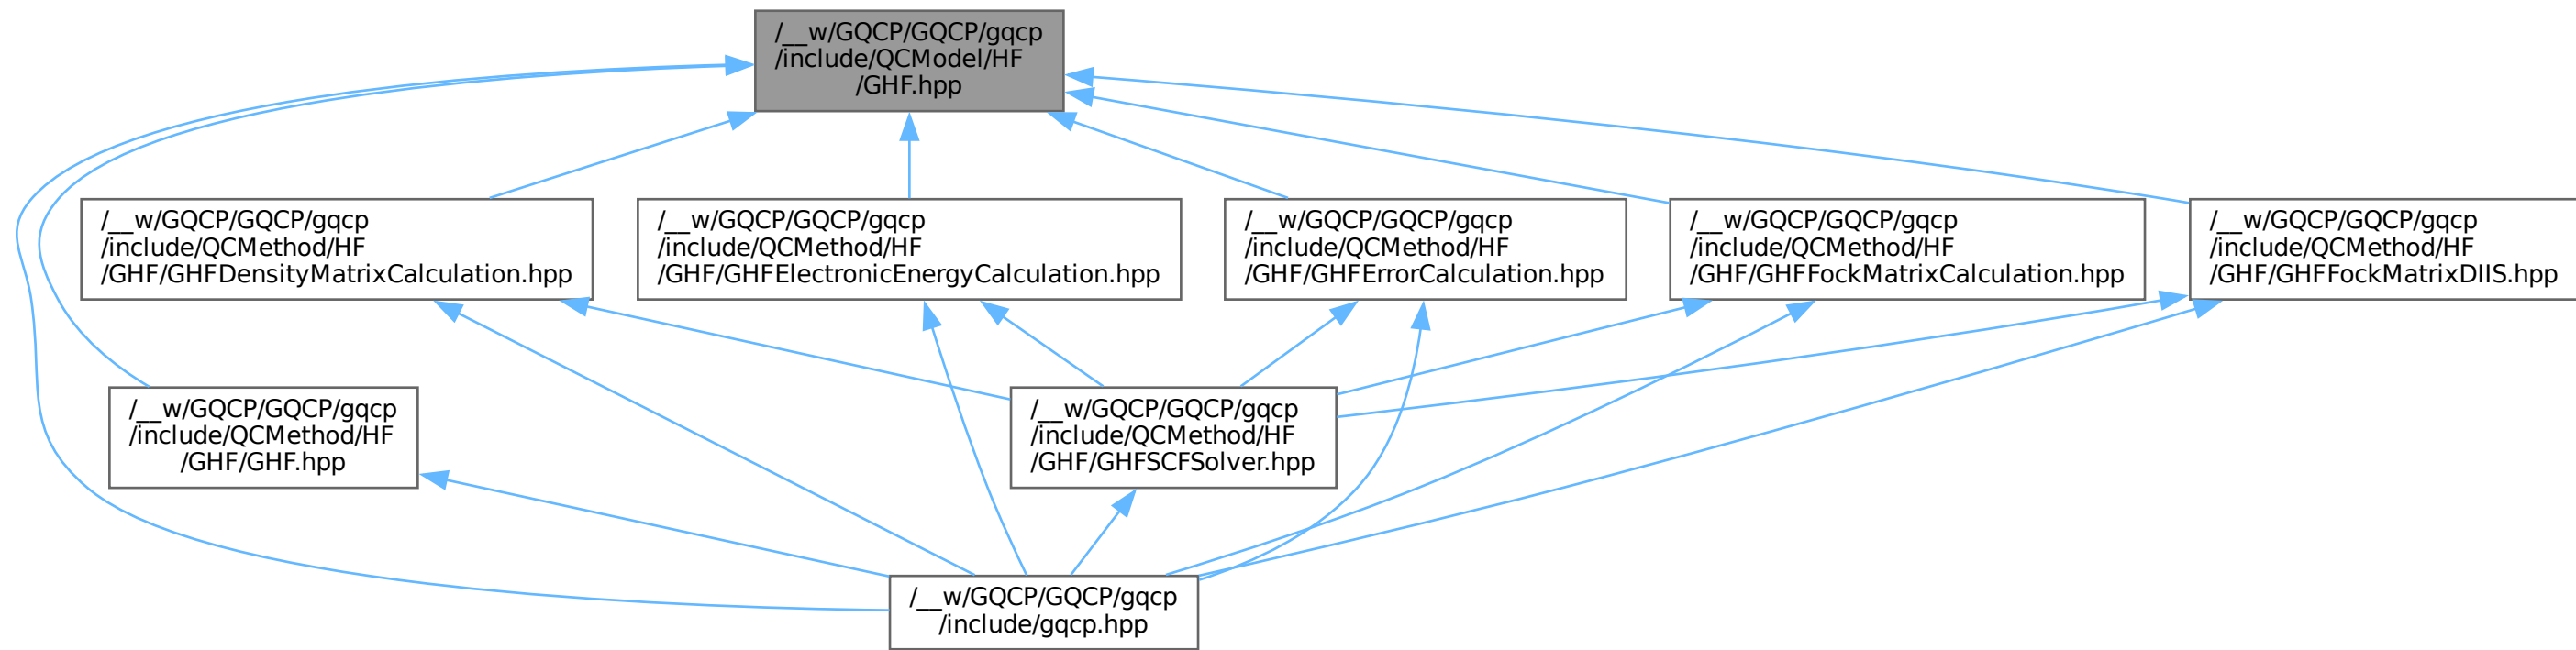 /__w/GQCP/GQCP/gqcp
/include/QCModel/HF
/GHF.hpp
/__w/GQCP/GQCP/gqcp
/include/QCMethod/HF
/GHF/GHFDensityMatrixCalculation.hpp
/__w/GQCP/GQCP/gqcp
/include/QCMethod/HF
/GHF/GHFElectronicEnergyCalculation.hpp
/__w/GQCP/GQCP/gqcp
/include/QCMethod/HF
/GHF/GHFErrorCalculation.hpp
/__w/GQCP/GQCP/gqcp
/include/QCMethod/HF
/GHF/GHFFockMatrixCalculation.hpp
/__w/GQCP/GQCP/gqcp
/include/QCMethod/HF
/GHF/GHFFockMatrixDIIS.hpp
/__w/GQCP/GQCP/gqcp
/include/QCMethod/HF
/GHF/GHF.hpp
/__w/GQCP/GQCP/gqcp
/include/QCMethod/HF
/GHF/GHFSCFSolver.hpp
/__w/GQCP/GQCP/gqcp
/include/gqcp.hpp